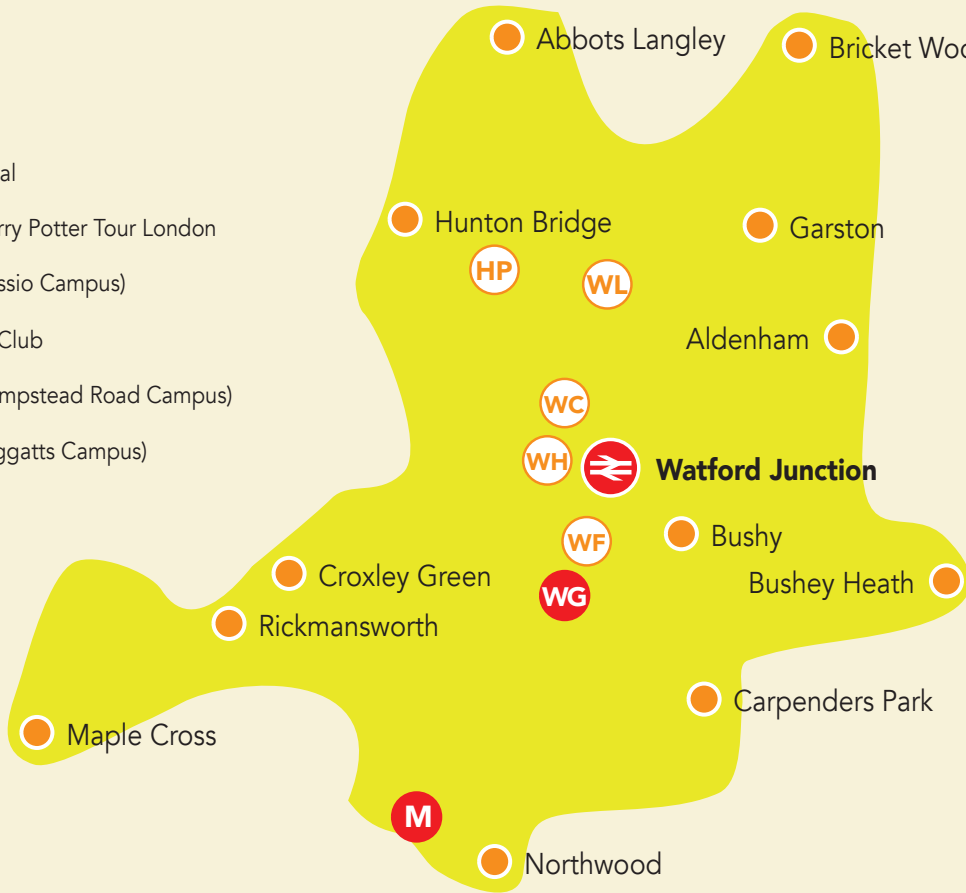 Abbots Langley
Bricket
al
rry Potter Tour London
Hunton Bridge
Garston
HP
WL
ssio Campus)
Club
Aldenham
mpstead Road Campus)
WC
ggatts Campus)
WH
Watford Junction
WF
Bushy
Croxley Green
Bushey Heath
WG
Rickmansworth
Carpenders Park
Maple Cross
M
Northwood